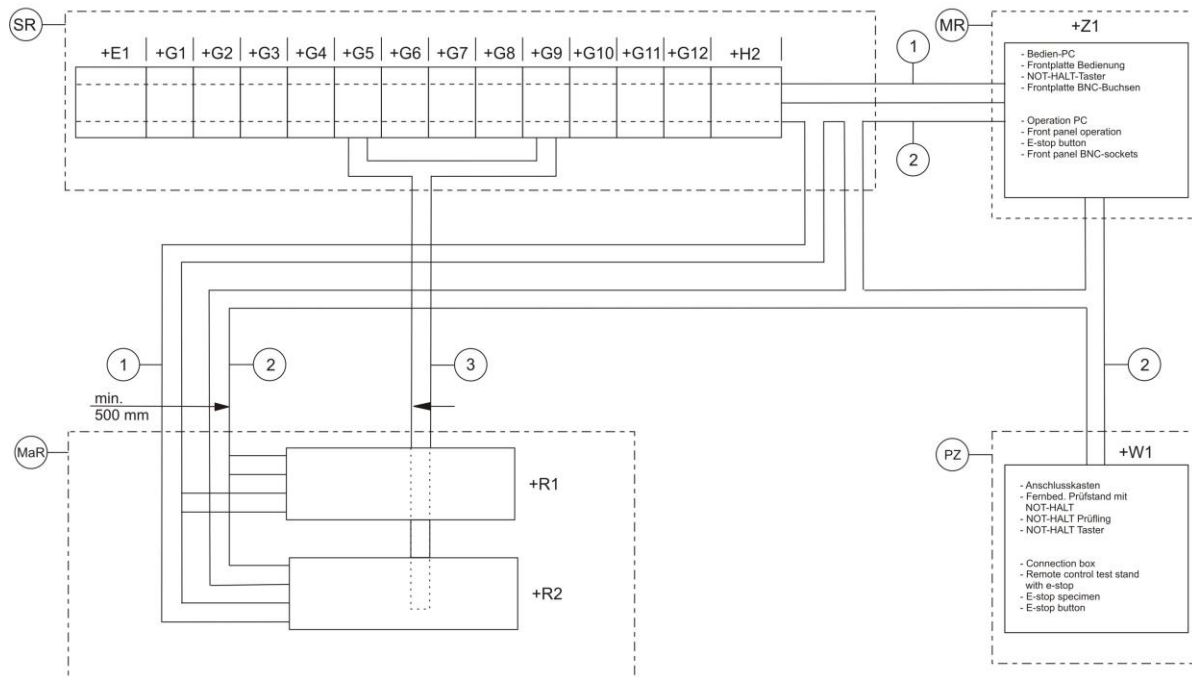 SR
+E1 +G1 +G2 +G3 +G4 +G5 +G6 +G7 +G8 +G9 +G10 +G11 +G12 +H2
1
MR
+Z1
- Bedien-PC
- Frontplatte Bedienung
- NOT-HALT-Taster
- Frontplatte BNC-Buchsen
- Operation PC
- Front panel operation
- E-stop button
- Front panel BNC-sockets
2
1
2
3
2
min.
500 mm
MaR
+R1
+R2
PZ
+W1
- Anschlusskasten
- Fernbed. Prüfstand mit
NOT-HALT
- NOT-HALT Prüfling
- NOT-HALT Taster
- Connection box
- Remote control test stand
with e-stop
- E-stop specimen
- E-stop button